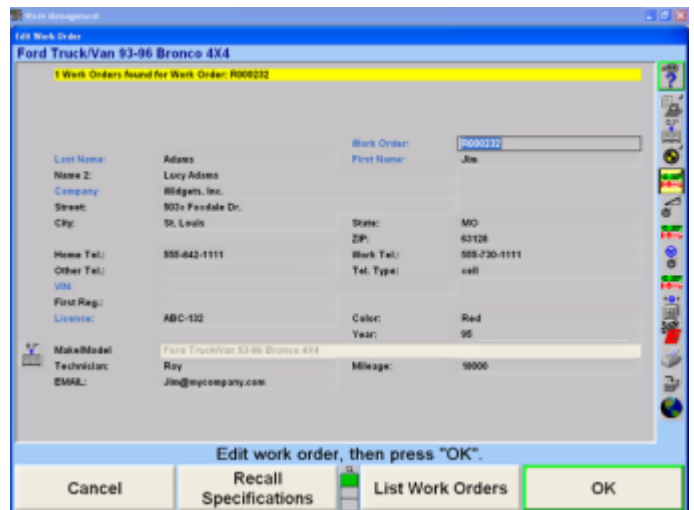 Work Management
Edit Work Order
Ford Truck/Van 93-96 Bronco 4X4
1 Work Orders found for Work Order: R000232
Work Order: R000232
Last Name: Adams First Name: Jim
Name 2: Lucy Adams
Company: Widgets, Inc.
Street: Dr.
City: St. Louis State: MO
ZIP: 63128
Home Tel.: 555-842-1111 Work Tel.: 555-730-1111
Other Tel.: Tel. Type: cell
VIN:
First Reg.:
License: ABC-132 Color: Red
Year: 95
Make/Model Ford Truck/Van 93-96 Bronco 4X4
Technician: Ray Mileage: 10000
EMAIL: Jim@mycompany.com
Edit work order, then press "OK".
Cancel
Recall
Specifications
List Work Orders
OK